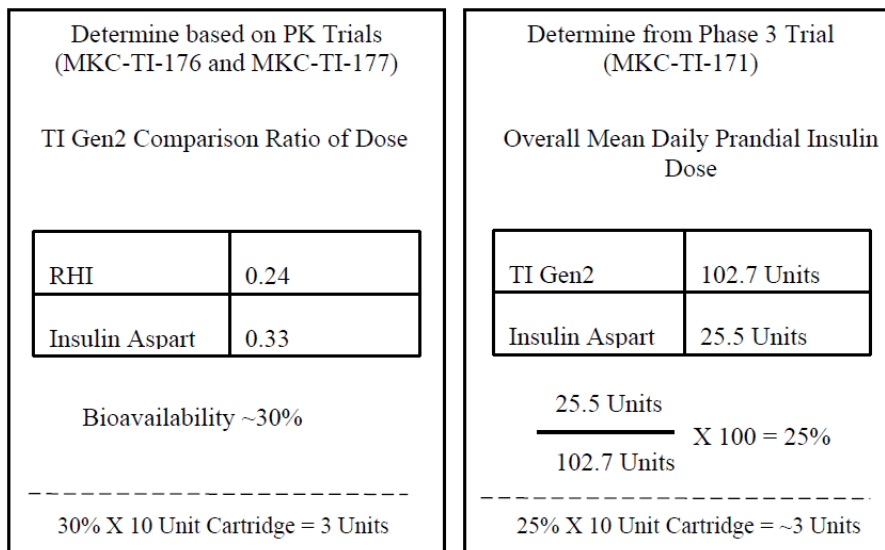 Determine based on PK Trials
(MKC-TI-176 and MKC-TI-177)
TI Gen2 Comparison Ratio of Dose
RHI 0.24
Insulin Aspart 0.33
Bioavailability ~30%
30% X 10 Unit Cartridge = 3 Units
Determine from Phase 3 Trial
(MKC-TI-171)
Overall Mean Daily Prandial Insulin
Dose
TI Gen2 102.7 Units
Insulin Aspart 25.5 Units
25.5 Units
X 100 = 25%
102.7 Units
25% X 10 Unit Cartridge = ~3 Units